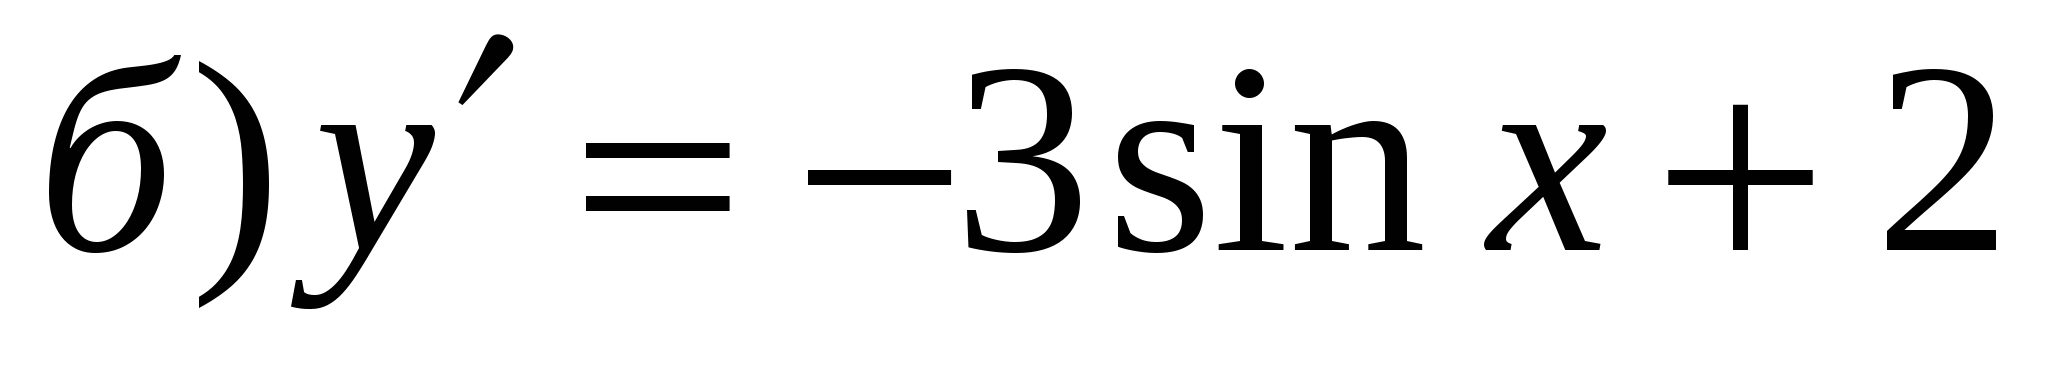 б) y′ = −3sin x + 2